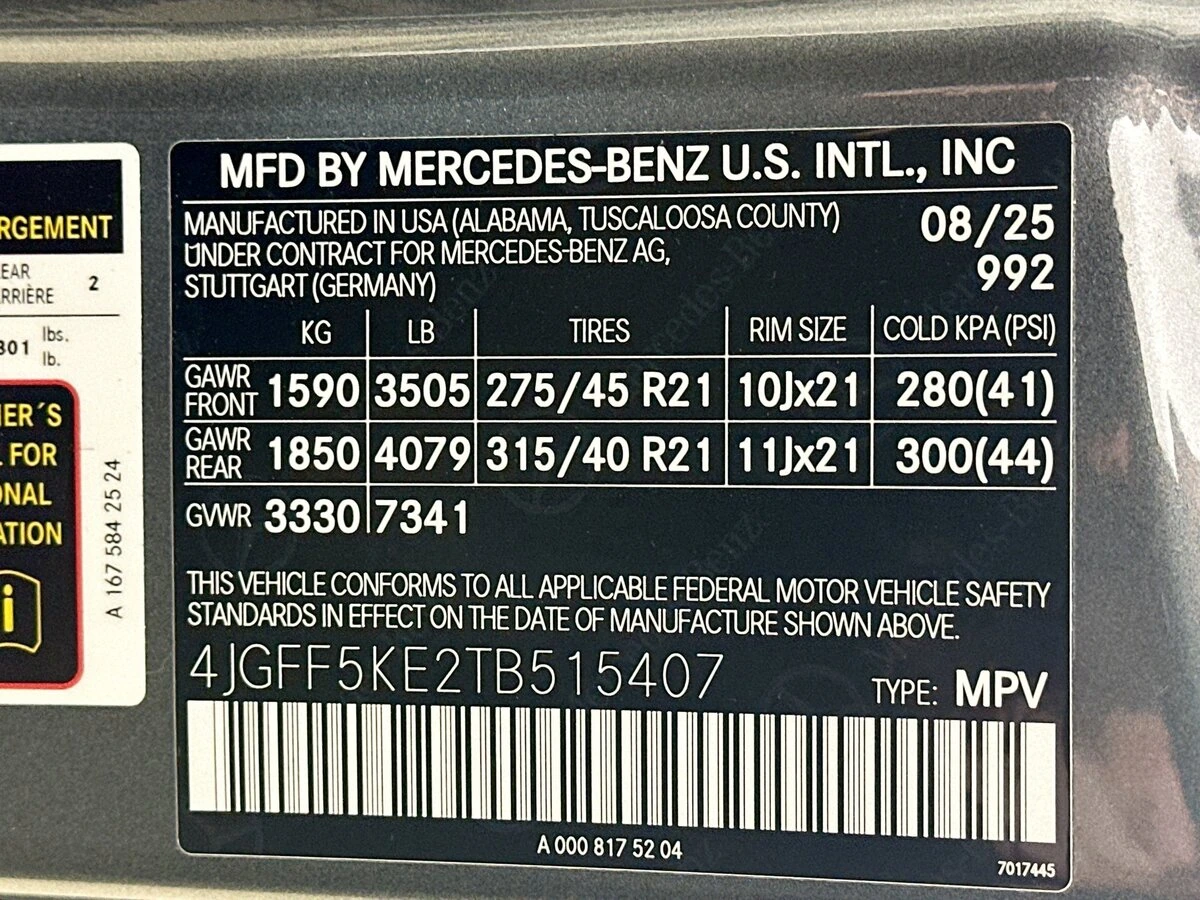 RGEMENT
EAR
RRIÈRE
2
301
lbs.
lb.
ER´S
FOR
ONAL
ATION
i
A 167 584 25 24
MFD BY MERCEDES-BENZ U.S. INTL., INC
MANUFACTURED IN USA (ALABAMA, TUSCALOOSA COUNTY)
UNDER CONTRACT FOR MERCEDES-BENZ AG,
STUTTGART (GERMANY)
08/25
992
KG LB TIRES RIM SIZE COLD KPA (PSI)
GAWR FRONT 1590 3505 275/45 R21 10Jx21 280(41)
GAWR REAR 1850 4079 315/40 R21 11Jx21 300(44)
GVWR 3330 7341
THIS VEHICLE CONFORMS TO ALL APPLICABLE FEDERAL MOTOR VEHICLE SAFETY
STANDARDS IN EFFECT ON THE DATE OF MANUFACTURE SHOWN ABOVE.
4JGFF5KE2TB515407
TYPE: MPV
A 000 817 52 04
7017445